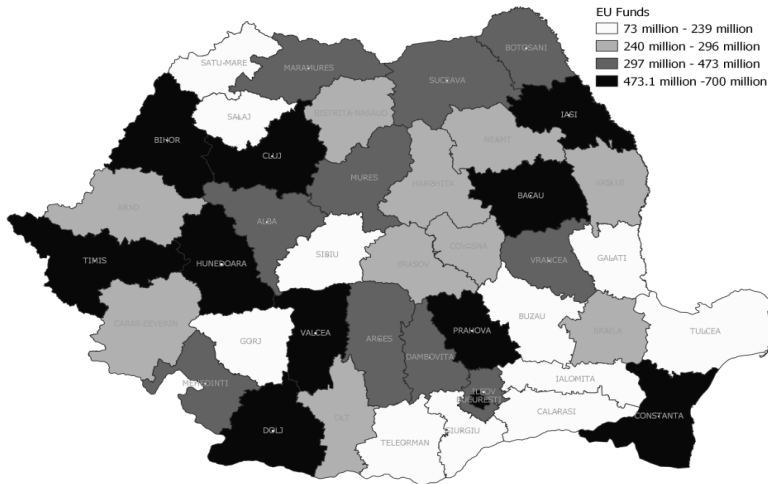 EU Funds
73 million - 239 million
240 million - 296 million
297 million - 473 million
473.1 million -700 million
BOTOSANI
SATU-MARE
MARAMURES
SUCEAVA
SALAJ
BISTRITA-NASAUD
IASI
BIHOR
CLUJ
NEAMT
MURES
HARGHITA
BACAU
VASLUI
ARAD
ALBA
TIMIS
HUNEDOARA
SIBIU
BRASOV
COVASNA
VRANCEA
GALATI
CARAS-SEVERIN
GORJ
VALCEA
ARGES
PRAHOVA
BUZAU
BRAILA
TULCEA
DAMBOVITA
MEHEDINTI
IALOMITA
ILFOV
BUCURESTI
CALARASI
CONSTANTA
DOLJ
OLT
TELEORMAN
GIURGIU